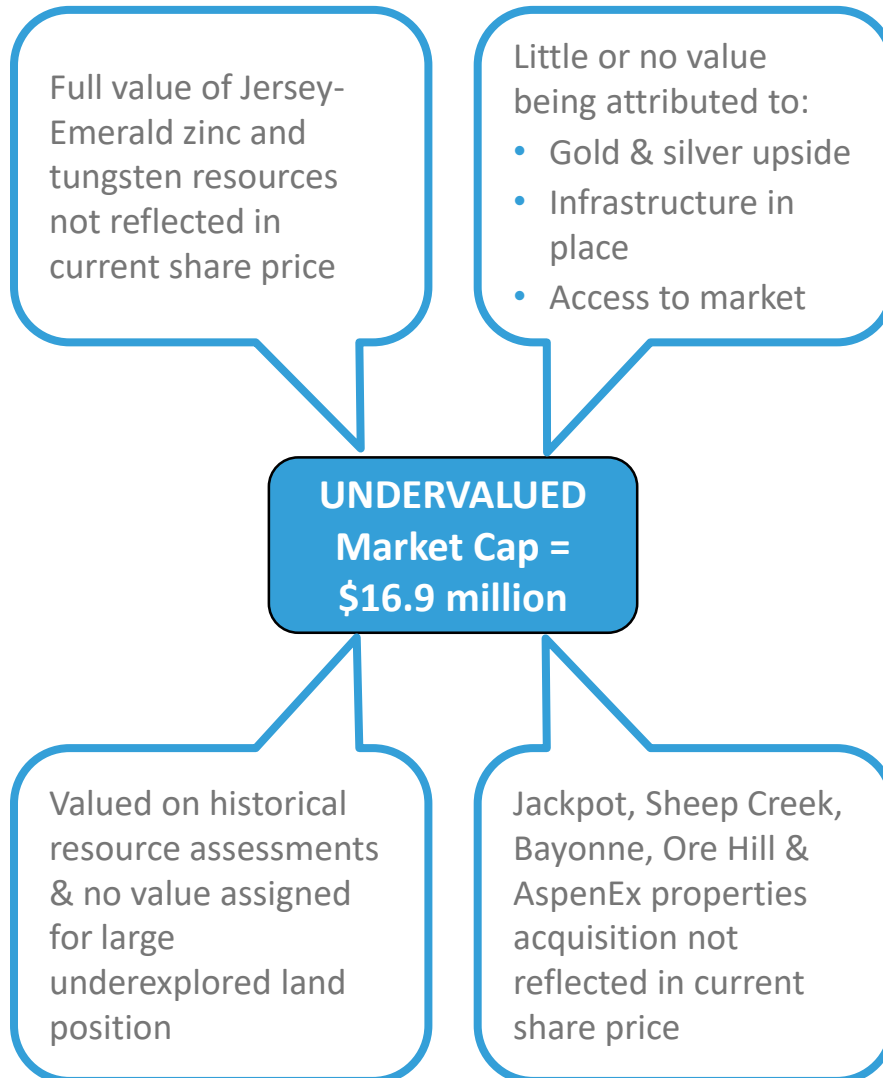 Full value of Jersey-
Emerald zinc and
tungsten resources
not reflected in
current share price
Little or no value
being attributed to:
• Gold & silver upside
• Infrastructure in
place
• Access to market
UNDERVALUED
Market Cap =
$16.9 million
Valued on historical
resource assessments
& no value assigned
for large
underexplored land
position
Jackpot, Sheep Creek,
Bayonne, Ore Hill &
AspenEx properties
acquisition not
reflected in current
share price